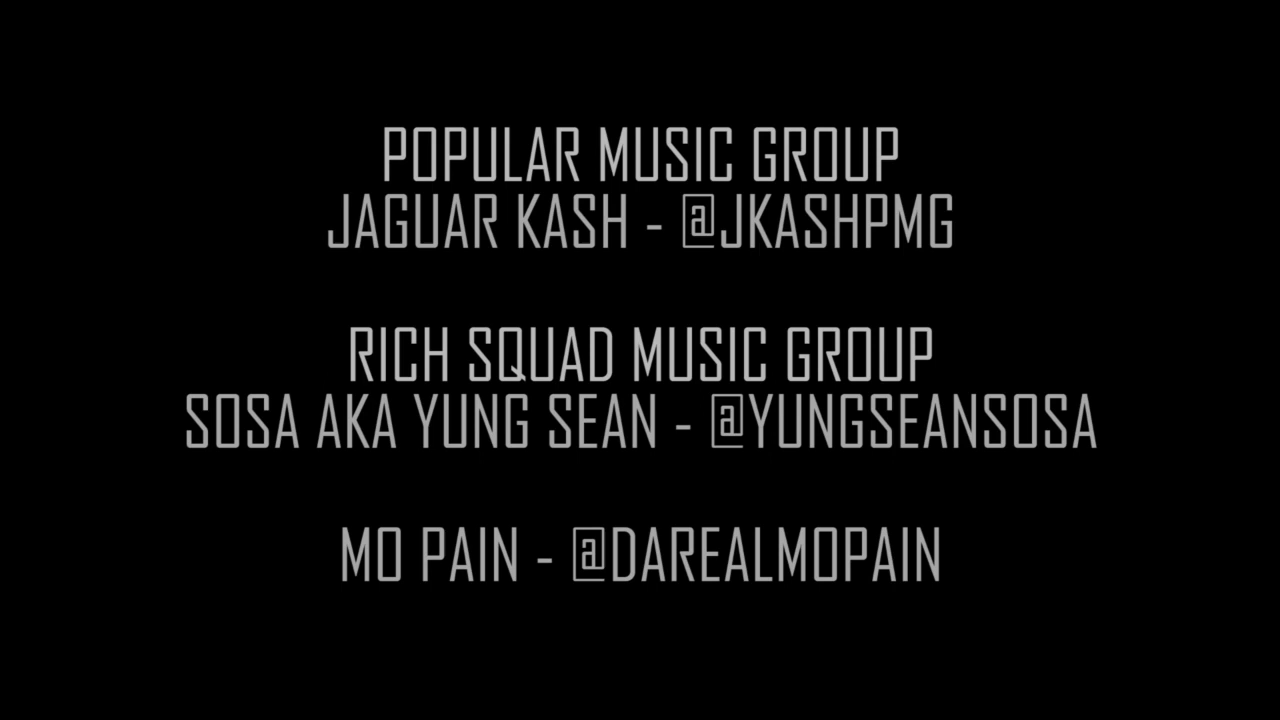 POPULAR MUSIC GROUP
JAGUAR KASH - @JKASHPMG
RICH SQUAD MUSIC GROUP
SOSA AKA YUNG SEAN - @YUNGSEANSOSA
MO PAIN - @DAREALMOPAIN